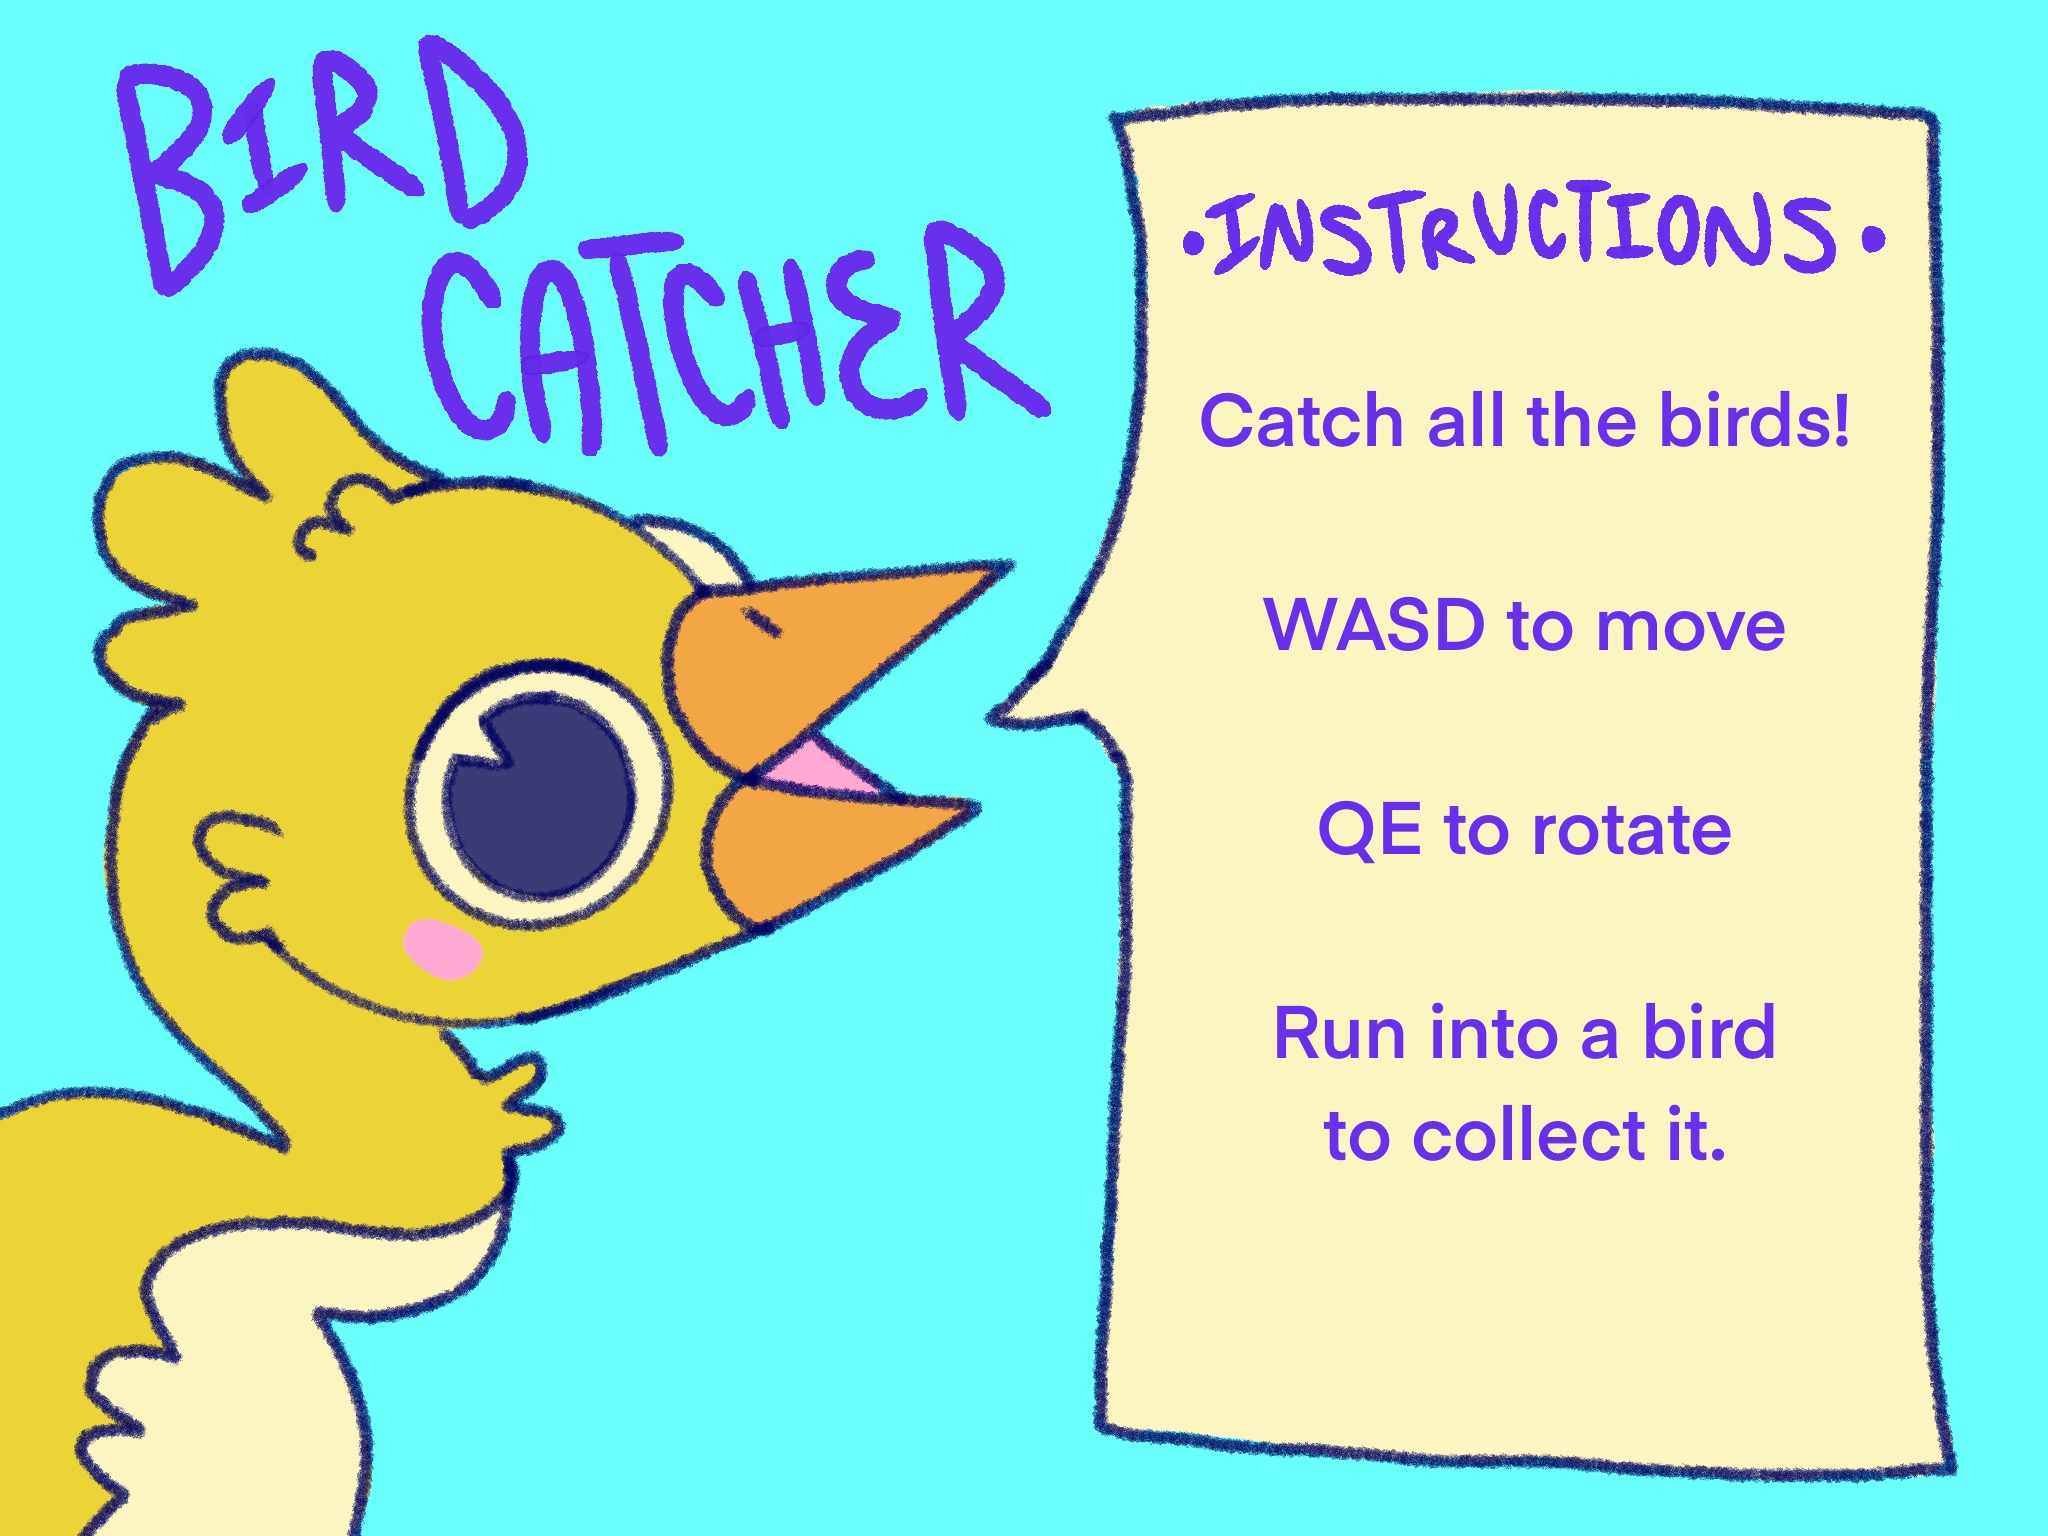 BIRD
CATCHER
•INSTRUCTIONS•
Catch all the birds!
WASD to move
QE to rotate
Run into a bird
to collect it.